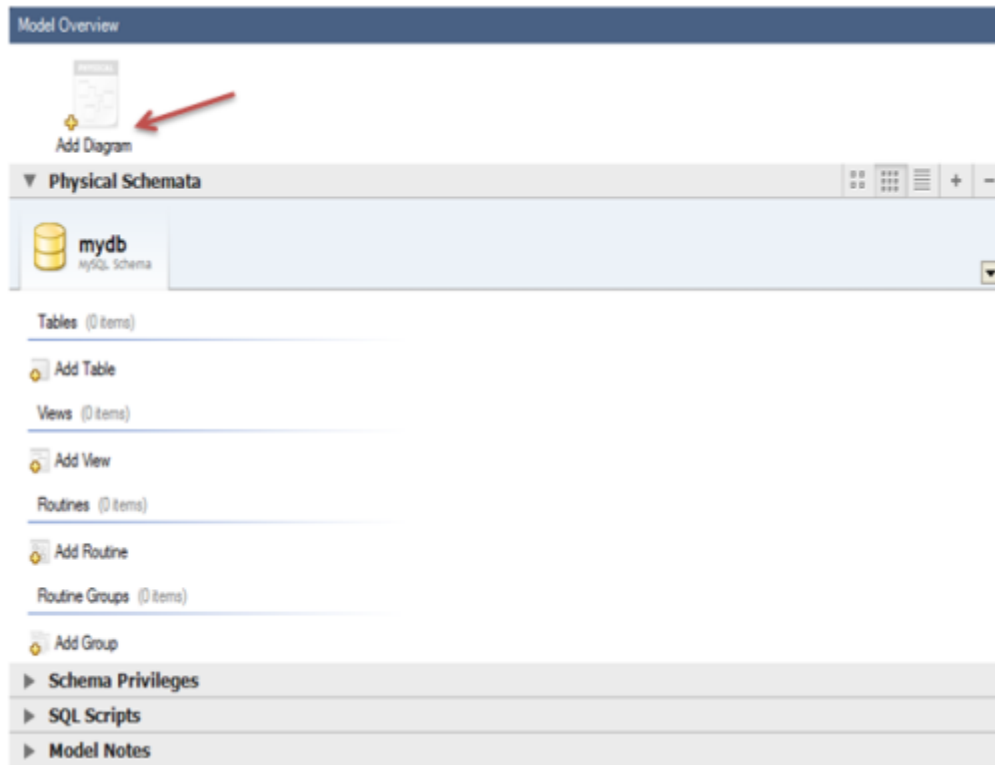 Model Overview
PHYSICAL
Add Diagram
Physical Schemata
mydb
MySQL Schema
Tables (0 items)
Add Table
Views (0 items)
Add View
Routines (0 items)
Add Routine
Routine Groups (0 items)
Add Group
Schema Privileges
SQL Scripts
Model Notes